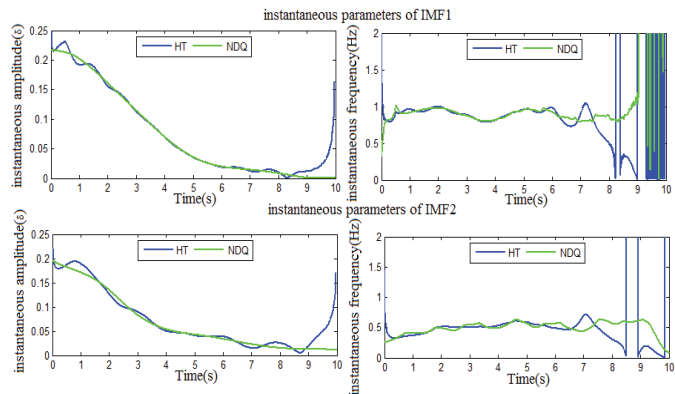 instantaneous parameters of IMF1
instantaneous amplitude(δ)
0.25
0.2
0.15
0.1
0.05
0
HT
NDQ
0 1 2 3 4 5 6 7 8 9 10
Time(s)
instantaneous frequency(Hz)
2
1.5
1
0.5
0
HT
NDQ
0 1 2 3 4 5 6 7 8 9 10
Time(s)
instantaneous parameters of IMF2
instantaneous amplitude(δ)
0.25
0.2
0.15
0.1
0.05
0
HT
NDQ
0 1 2 3 4 5 6 7 8 9 10
Time(s)
instantaneous frequency(Hz)
2
1.5
1
0.5
0
HT
NDQ
0 1 2 3 4 5 6 7 8 9 10
Time(s)